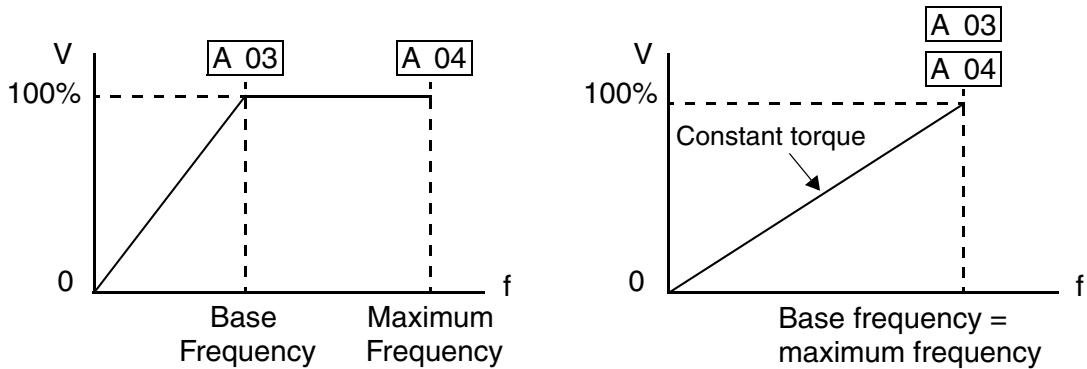 V
A 03
A 04
100%
0
f
Base
Frequency
Maximum
Frequency
A 03
A 04
V
100%
Constant torque
0
f
Base frequency =
maximum frequency